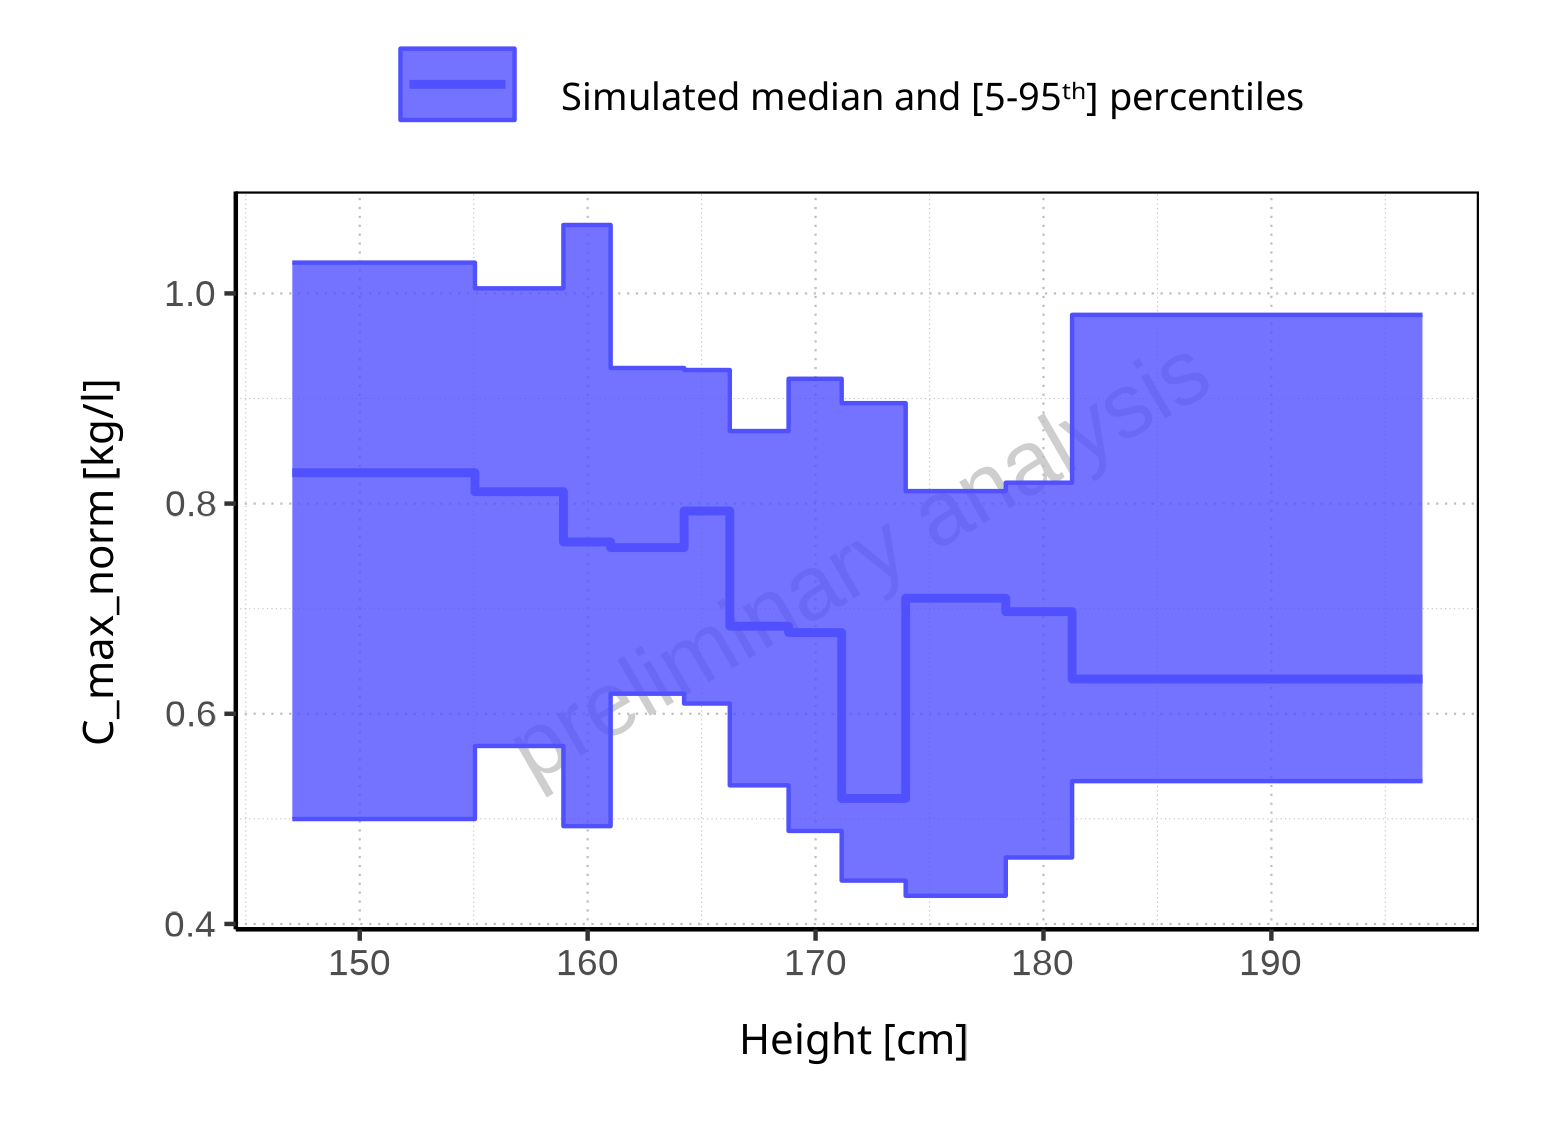 Simulated median and [5-95ᵗʰ] percentiles
C_max_norm [kg/l]
1.0
0.8
0.6
0.4
preliminary analysis
150 160 170 180 190
Height [cm]